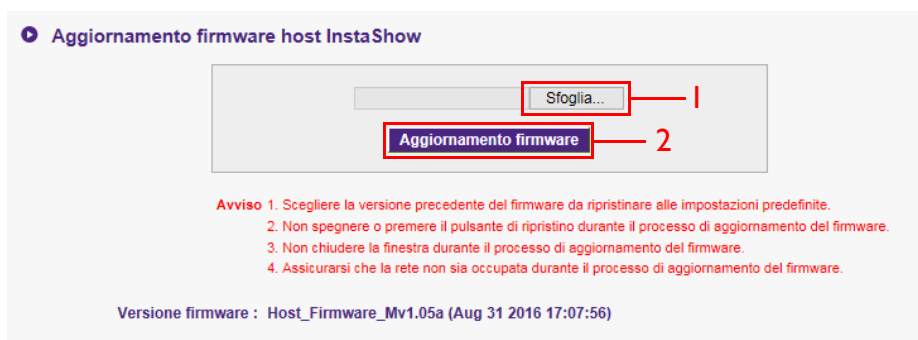 Aggiornamento firmware host InstaShow
Sfoglia...
1
Aggiornamento firmware
2
Avviso 1. Scegliere la versione precedente del firmware da ripristinare alle impostazioni predefinite.
2. Non spegnere o premere il pulsante di ripristino durante il processo di aggiornamento del firmware.
3. Non chiudere la finestra durante il processo di aggiornamento del firmware.
4. Assicurarsi che la rete non sia occupata durante il processo di aggiornamento del firmware.
Versione firmware : Host_Firmware_Mv1.05a (Aug 31 2016 17:07:56)